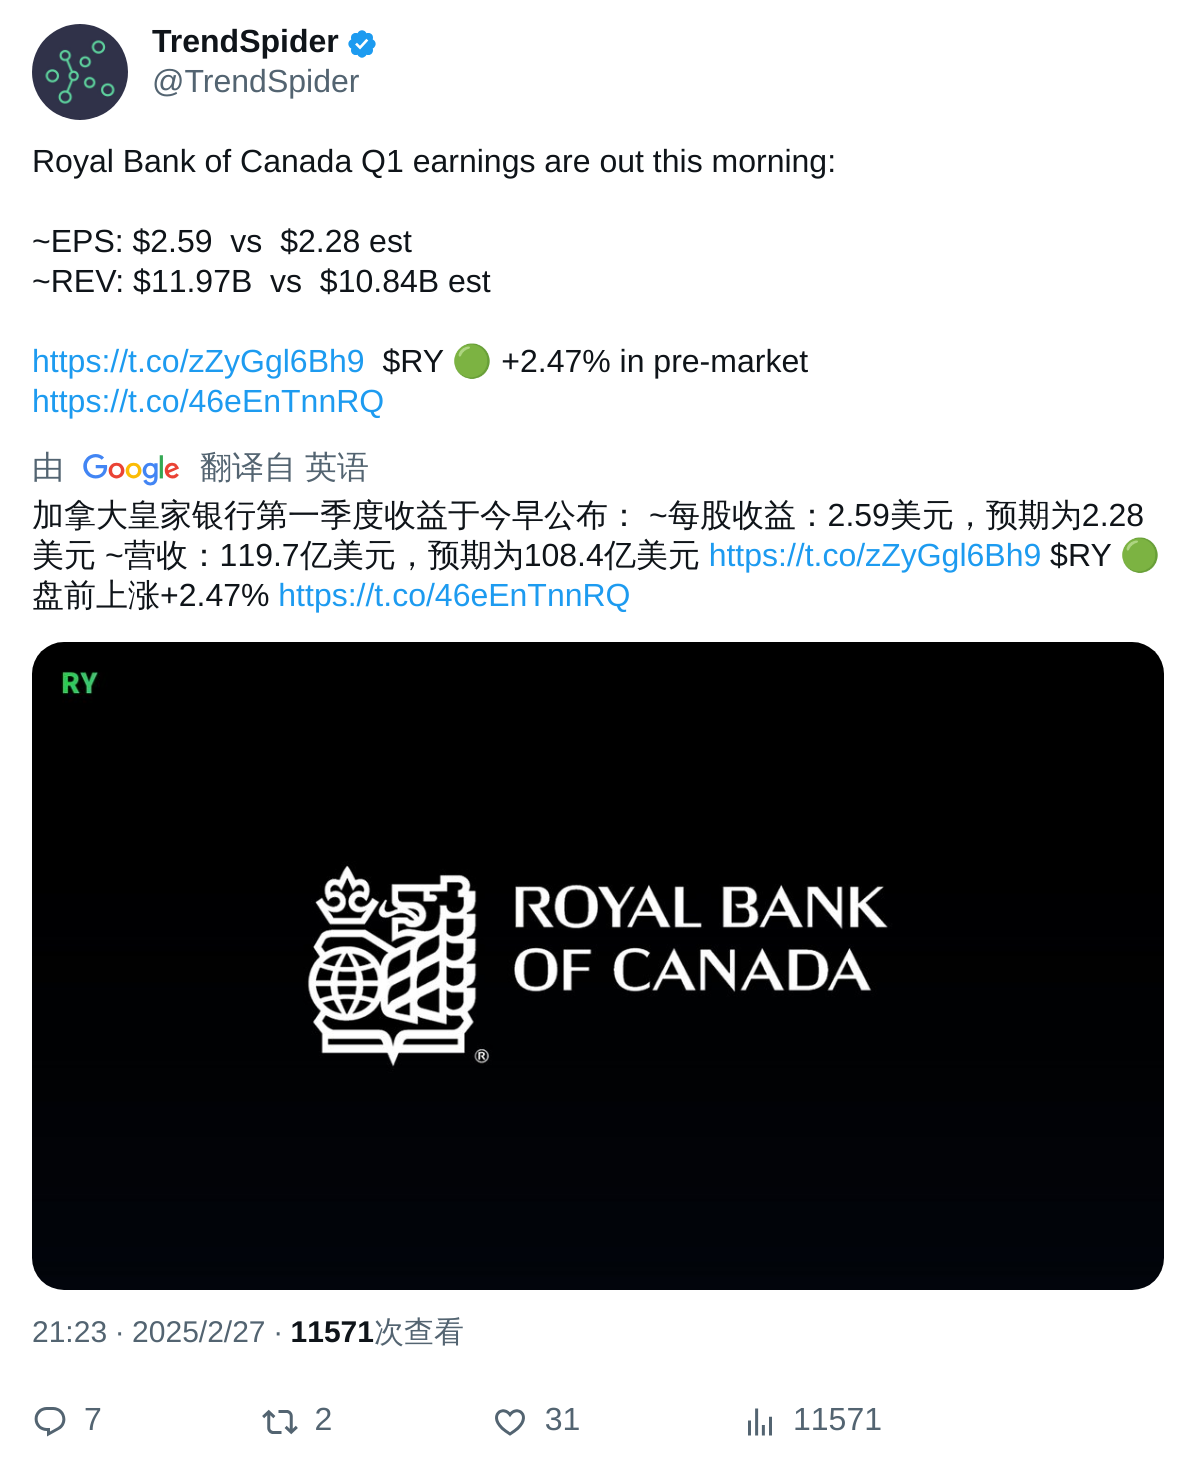 TrendSpider
@TrendSpider
Royal Bank of Canada Q1 earnings are out this morning:
~EPS: $2.59 vs $2.28 est
~REV: $11.97B vs $10.84B est
https://t.co/zZyGgl6Bh9 $RY 🟢 +2.47% in pre-market
https://t.co/46eEnTnnRQ
由 Google 翻译自 英语
加拿大皇家银行第一季度收益于今早公布： ~每股收益：2.59美元，预期为2.28
美元 ~营收：119.7亿美元，预期为108.4亿美元 https://t.co/zZyGgl6Bh9 $RY 🟢
盘前上涨+2.47% https://t.co/46eEnTnnRQ
RY
ROYAL BANK
OF CANADA
®
21:23 · 2025/2/27 · 11571次查看
7 2 31 11571